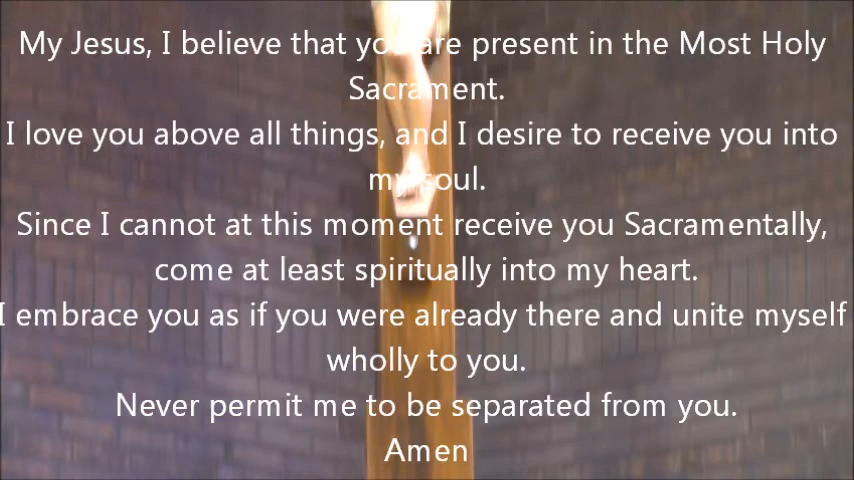 My Jesus, I believe that you are present in the Most Holy
Sacrament.
I love you above all things, and I desire to receive you into
my soul.
Since I cannot at this moment receive you Sacramentally,
come at least spiritually into my heart.
I embrace you as if you were already there and unite myself
wholly to you.
Never permit me to be separated from you.
Amen